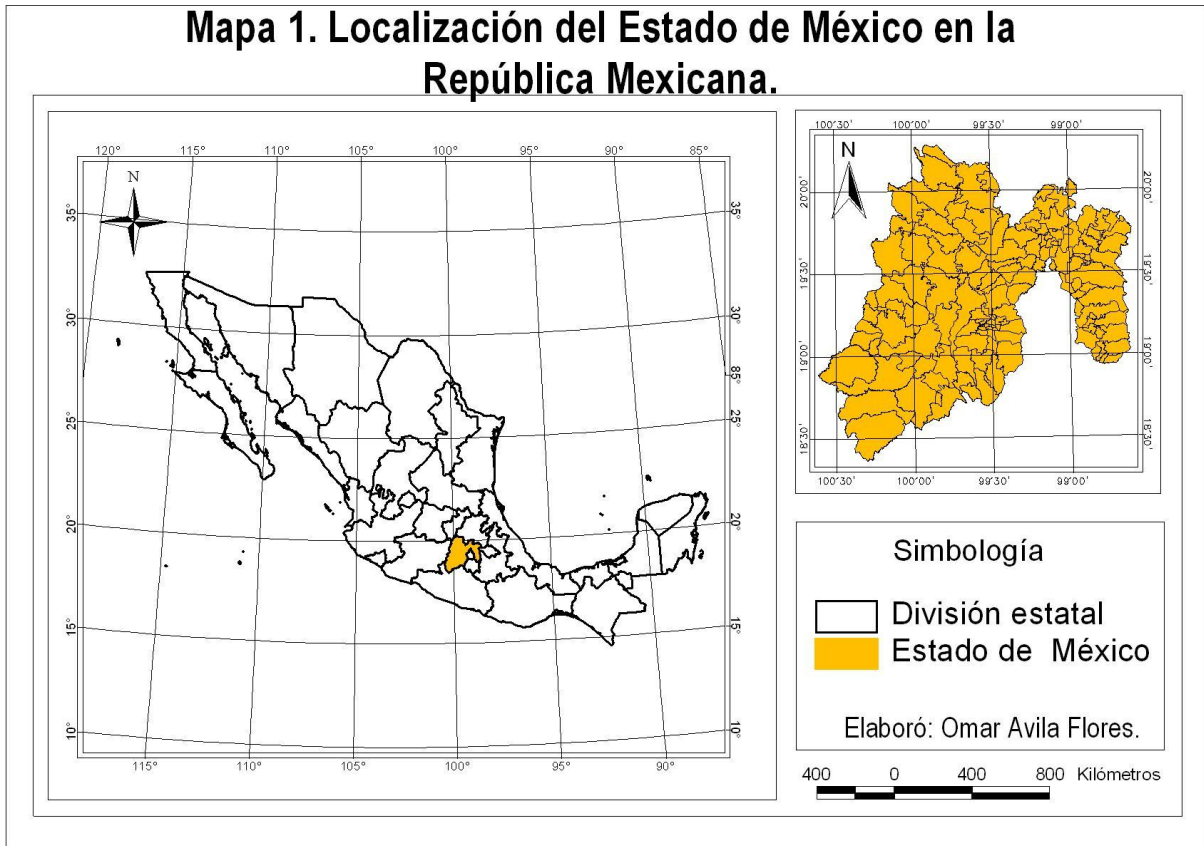 Mapa 1. Localización del Estado de México en la
República Mexicana.
120° 115° 110° 105° 100° 95° 90° 85°
N
35° 35°
30° 30°
85°
25° 25°
20° 20°
15° 15°
10° 10°
115° 110° 105° 100° 95° 90°
100°30' 100°00' 99°30' 99°00'
N
20°00' 20°00'
19°30' 19°30'
19°00' 19°00'
18°30' 18°30'
100°30' 100°00' 99°30' 99°00'
Simbología
División estatal
Estado de México
Elaboró: Omar Avila Flores.
400 0 400 800 Kilómetros